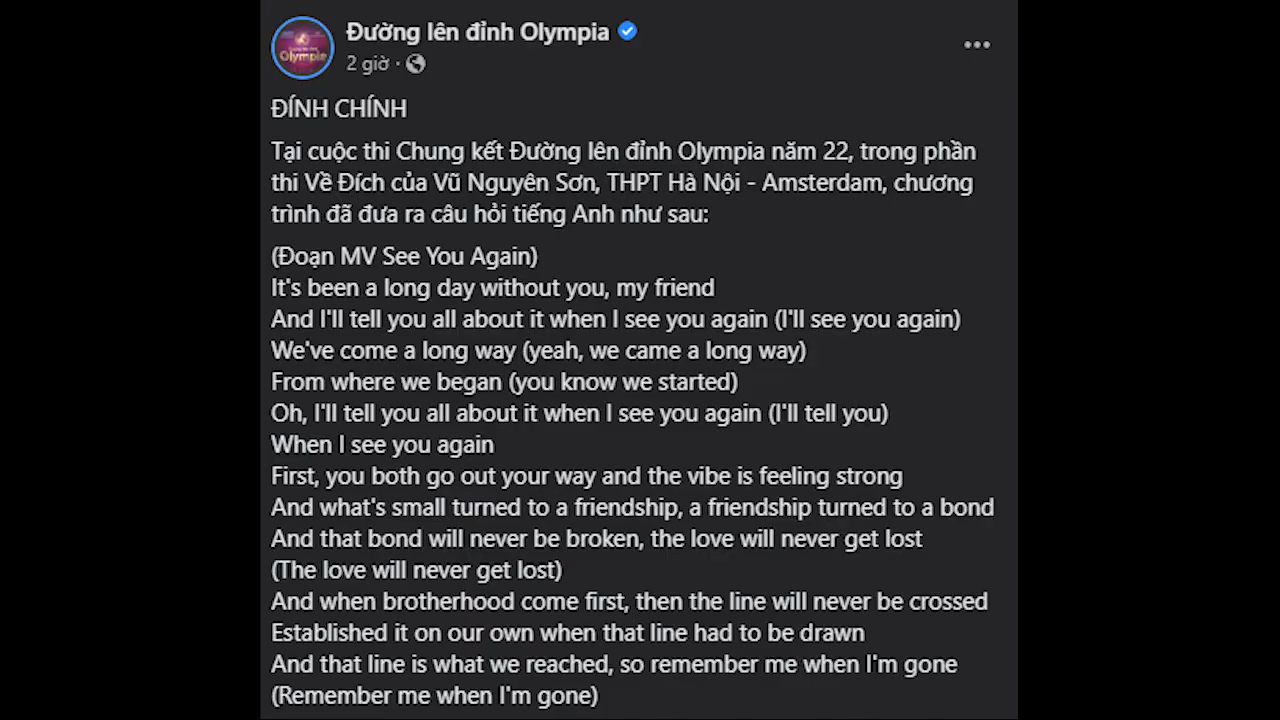 Đường lên đỉnh Olympia
Olympia
2 giờ ·
ĐÍNH CHÍNH
Tại cuộc thi Chung kết Đường lên đỉnh Olympia năm 22, trong phần
thi Về Đích của Vũ Nguyên Sơn, THPT Hà Nội - Amsterdam, chương
trình đã đưa ra câu hỏi tiếng Anh như sau:
(Đoạn MV See You Again)
It's been a long day without you, my friend
And I'll tell you all about it when I see you again (I'll see you again)
We've come a long way (yeah, we came a long way)
From where we began (you know we started)
Oh, I'll tell you all about it when I see you again (I'll tell you)
When I see you again
First, you both go out your way and the vibe is feeling strong
And what's small turned to a friendship, a friendship turned to a bond
And that bond will never be broken, the love will never get lost
(The love will never get lost)
And when brotherhood come first, then the line will never be crossed
Established it on our own when that line had to be drawn
And that line is what we reached, so remember me when I'm gone
(Remember me when I'm gone)